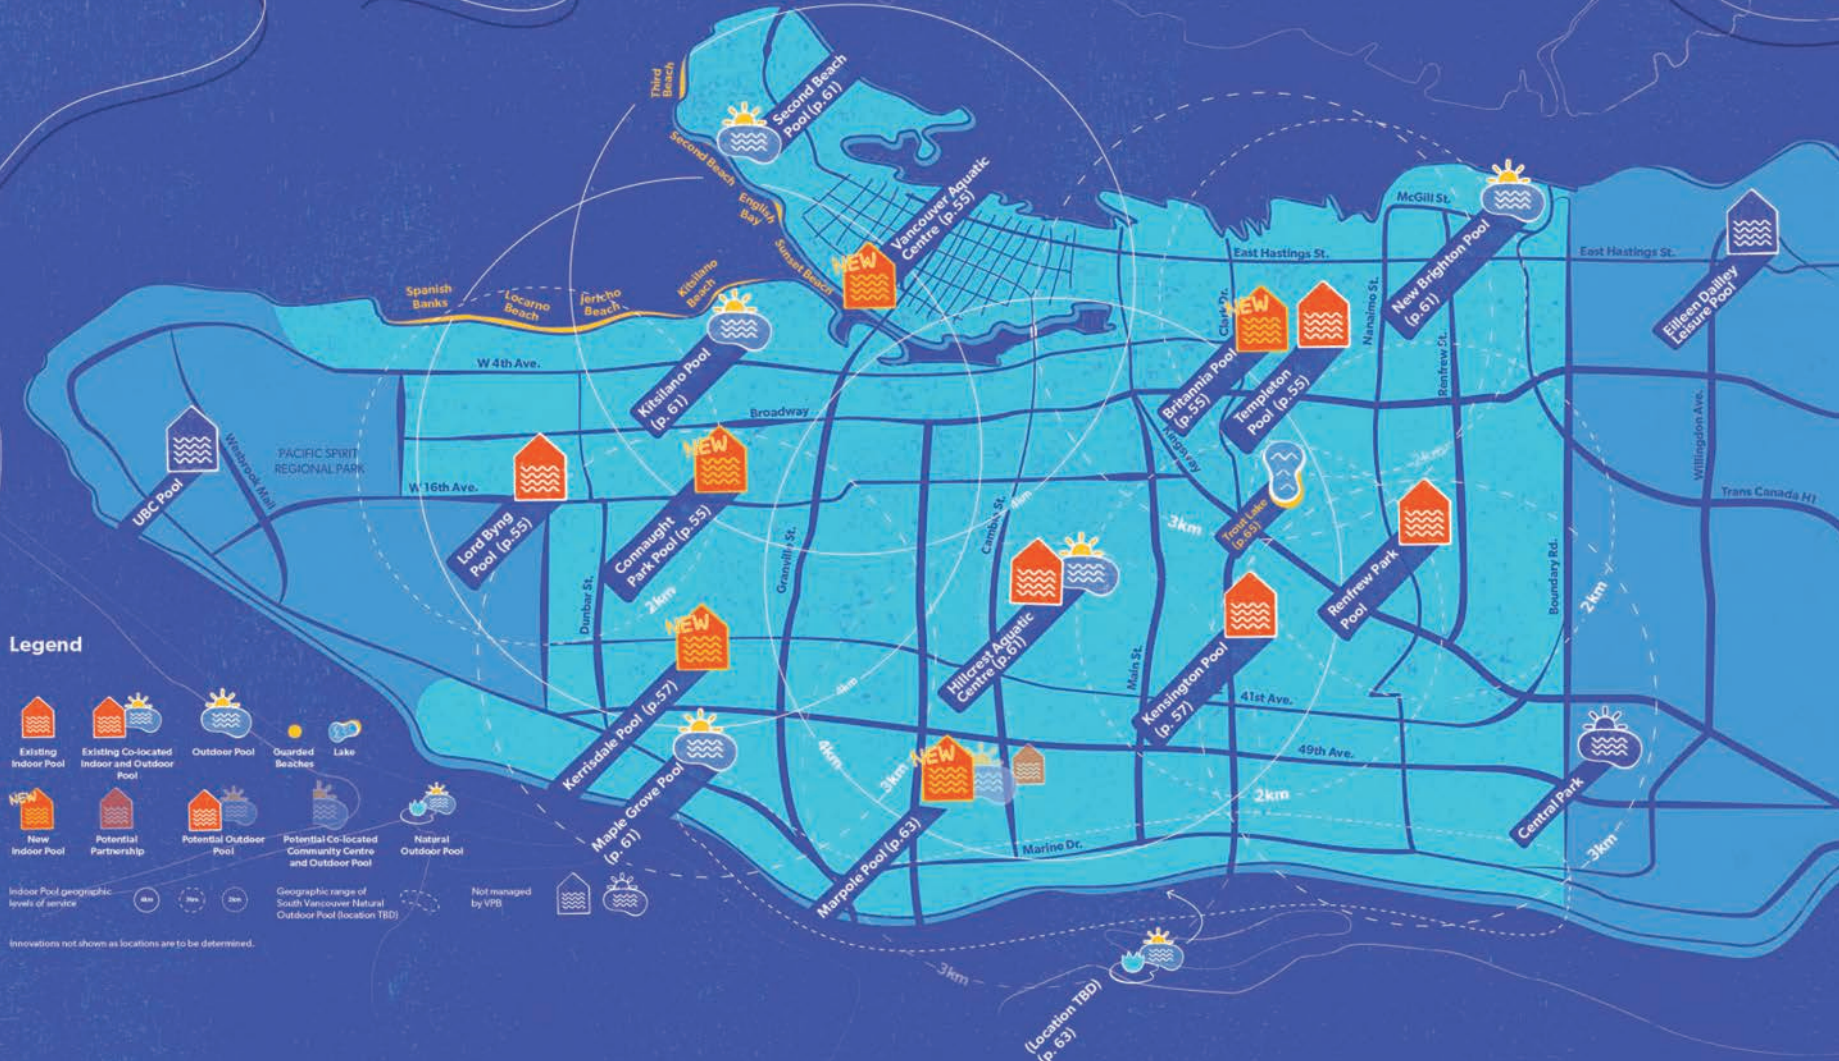 Third
Beach
Second Beach
Pool (p. 61)
Second Beach
English
Bay
Sunset Beach
NEW
Vancouver Aquatic
Centre (p.55)
McGill St.
East Hastings St.
East Hastings St.
New Brighton Pool
(p. 61)
Eilleen Dailley
Leisure Pool
Spanish
Banks
Locarno
Beach
Jericho
Beach
Kitsilano
Beach
Kitsilano Pool
(p. 61)
W 4th Ave.
Broadway
Clark Dr.
NEW
Britannia Pool
(p.55)
Templeton
Pool (p.55)
Nanaimo St.
Renfrew St.
Willingdon Ave.
Trans Canada H1
Kingsway
UBC Pool
Wesbrook Mall
PACIFIC SPIRIT
REGIONAL PARK
W 16th Ave.
Lord Byng
Pool (p.55)
NEW
Connaught
Park Pool (p.55)
2km
Dunbar St.
Granville St.
Cambie St.
4km
3km
Trout Lake
(p.65)
Renfrew Park
Pool
Boundary Rd.
2km
Hillcrest Aquatic
Centre (p.61)
Main St.
Kensington Pool
(p. 57)
41st Ave.
49th Ave.
NEW
Kerrisdale Pool (p.57)
4km
Maple Grove Pool
(p. 61)
4km
3km
NEW
Marpole Pool (p.63)
Marine Dr.
2km
Central Park
3km
3km
(Location TBD)
(p. 63)
Legend
Existing
Indoor Pool
Existing Co-located
Indoor and Outdoor
Pool
Outdoor Pool
Guarded
Beaches
Lake
NEW
New
Indoor Pool
Potential
Partnership
Potential Outdoor
Pool
Potential Co-located
Community Centre
and Outdoor Pool
Natural
Outdoor Pool
Indoor Pool geographic
levels of service
4km
3km
2km
Geographic range of
South Vancouver Natural
Outdoor Pool (location TBD)
Not managed
by VPB
Innovations not shown as locations are to be determined.